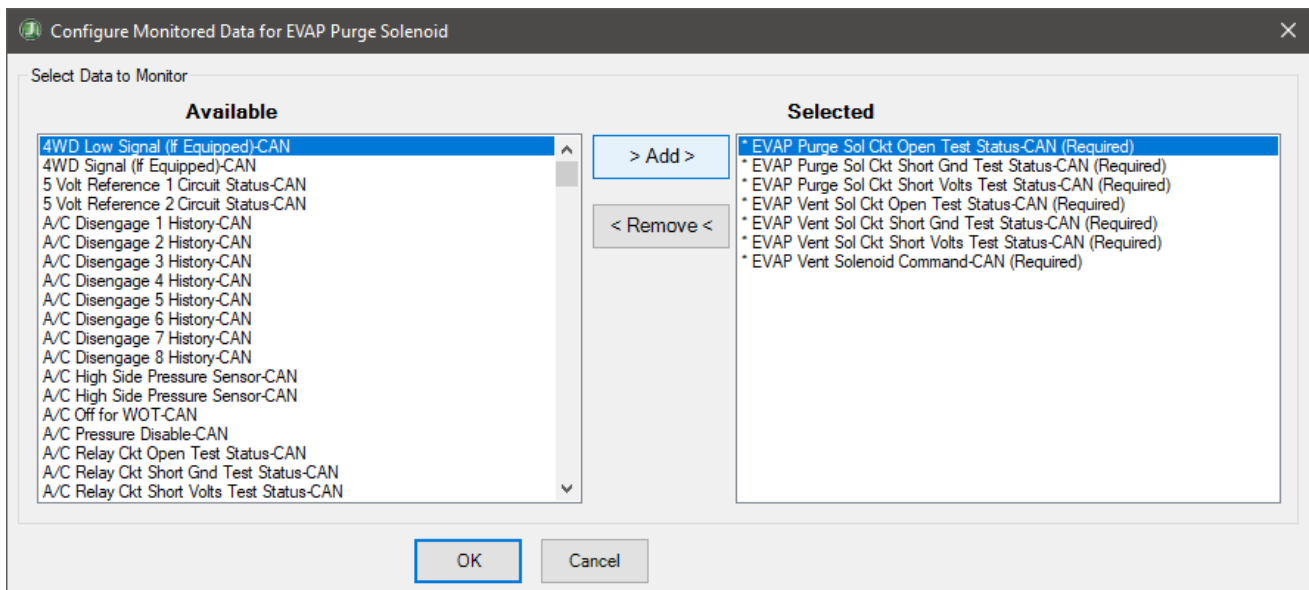 Configure Monitored Data for EVAP Purge Solenoid
Select Data to Monitor
Available
4WD Low Signal (If Equipped)-CAN
4WD Signal (If Equipped)-CAN
5 Volt Reference 1 Circuit Status-CAN
5 Volt Reference 2 Circuit Status-CAN
A/C Disengage 1 History-CAN
A/C Disengage 2 History-CAN
A/C Disengage 3 History-CAN
A/C Disengage 4 History-CAN
A/C Disengage 5 History-CAN
A/C Disengage 6 History-CAN
A/C Disengage 7 History-CAN
A/C Disengage 8 History-CAN
A/C High Side Pressure Sensor-CAN
A/C High Side Pressure Sensor-CAN
A/C Off for WOT-CAN
A/C Pressure Disable-CAN
A/C Relay Ckt Open Test Status-CAN
A/C Relay Ckt Short Gnd Test Status-CAN
A/C Relay Ckt Short Volts Test Status-CAN
> Add >
< Remove <
Selected
* EVAP Purge Sol Ckt Open Test Status-CAN (Required)
* EVAP Purge Sol Ckt Short Gnd Test Status-CAN (Required)
* EVAP Purge Sol Ckt Short Volts Test Status-CAN (Required)
* EVAP Vent Sol Ckt Open Test Status-CAN (Required)
* EVAP Vent Sol Ckt Short Gnd Test Status-CAN (Required)
* EVAP Vent Sol Ckt Short Volts Test Status-CAN (Required)
* EVAP Vent Solenoid Command-CAN (Required)
OK
Cancel